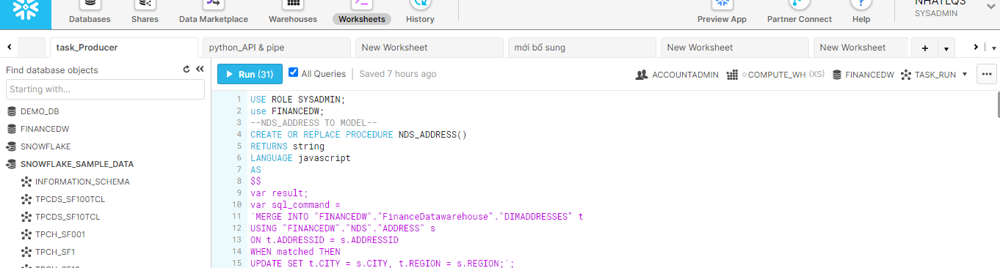 NHATLQ3
SYSADMIN
Databases
Shares
Data Marketplace
Warehouses
Worksheets
History
Preview App
Partner Connect
Help
task_Producer
python_API & pipe
New Worksheet
mới bổ sung
New Worksheet
New Worksheet
Find database objects
Starting with...
DEMO_DB
FINANCEDW
SNOWFLAKE
SNOWFLAKE_SAMPLE_DATA
INFORMATION_SCHEMA
TPCDS_SF100TCL
TPCDS_SF10TCL
TPCH_SF001
TPCH_SF1
Run (31)
All Queries
Saved 7 hours ago
ACCOUNTADMIN
COMPUTE_WH (XS)
FINANCEDW
TASK_RUN
1 USE ROLE SYSADMIN;
2 use FINANCEDW;
3 --NDS_ADDRESS TO MODEL--
4 CREATE OR REPLACE PROCEDURE NDS_ADDRESS()
5 RETURNS string
6 LANGUAGE javascript
7 AS
8 $$
9 var result;
10 var sql_command =
11 `MERGE INTO "FINANCEDW"."FinanceDatawarehouse"."DIMADDRESSES" t
12 USING "FINANCEDW"."NDS"."ADDRESS" s
13 ON t.ADDRESSID = s.ADDRESSID
14 WHEN matched THEN
15 UPDATE SET t.CITY = s.CITY, t.REGION = s.REGION;`;